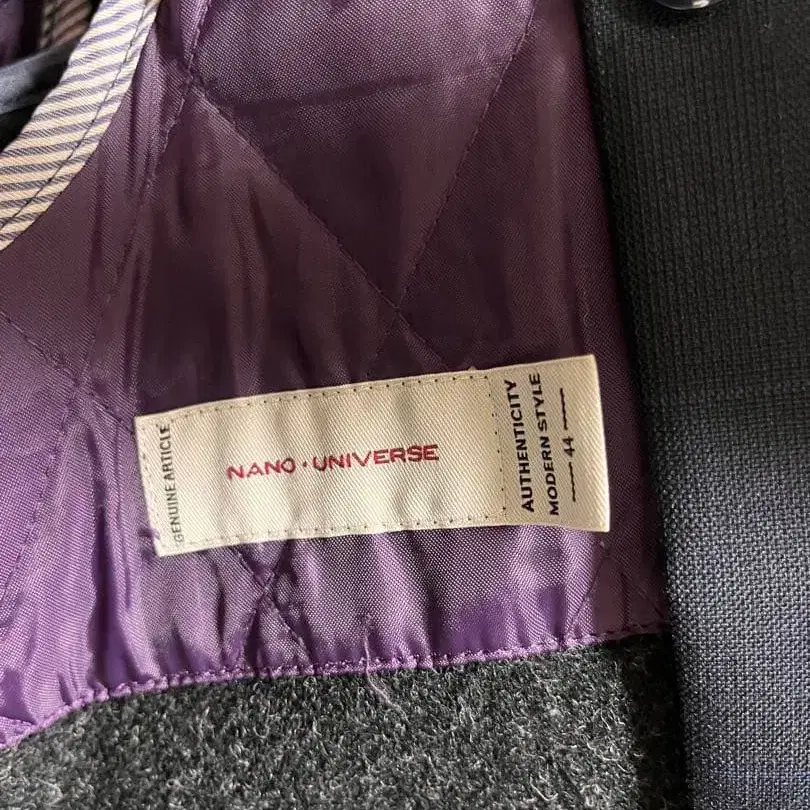 GENUINE ARTICLE
NANO·UNIVERSE
AUTHENTICITY
MODERN STYLE
44